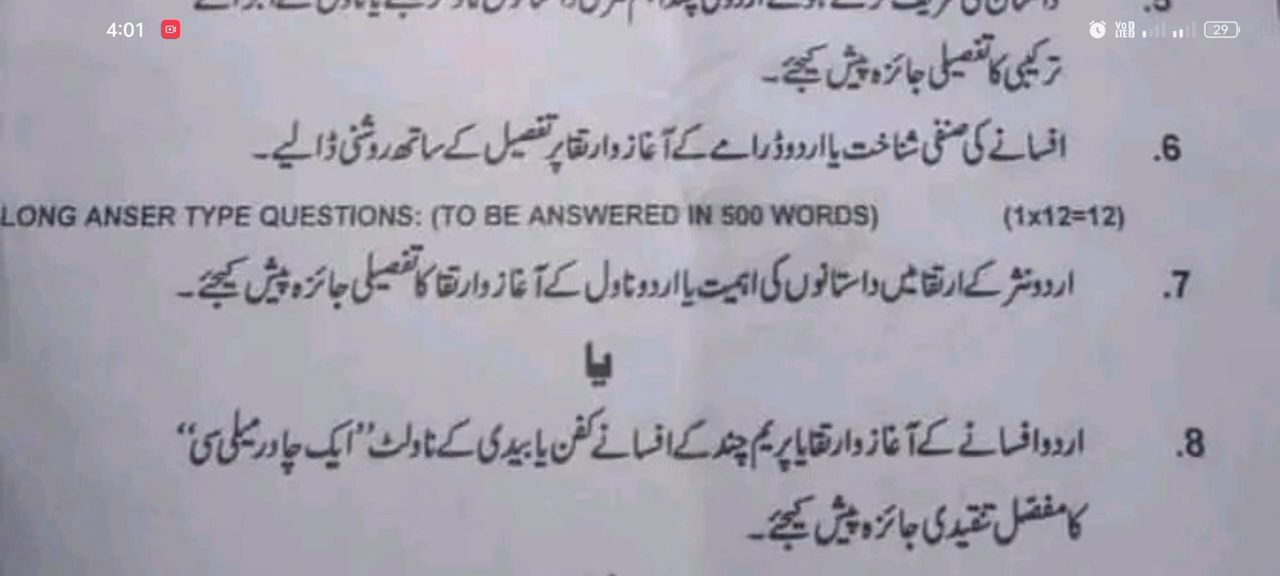 4:01
29
5.
ترکیبی کا تفصیلی جائزہ پیش کیجئے۔
6. افسانے کی صنفی شناخت یا اردو ڈرامے کے آغاز و ارتقا پر تفصیل کے ساتھ روشنی ڈالیے۔
LONG ANSER TYPE QUESTIONS: (TO BE ANSWERED IN 500 WORDS) (1x12=12)
7. اردو نثر کے ارتقا میں داستانوں کی اہمیت یا اردو ناول کے آغاز و ارتقا کا تفصیلی جائزہ پیش کیجئے۔
یا
8. اردو افسانے کے آغاز و ارتقا یا پریم چند کے افسانے کفن یا بیدی کے ناولٹ ”ایک چادر میلی سی“
کا مفصل تنقیدی جائزہ پیش کیجئے۔